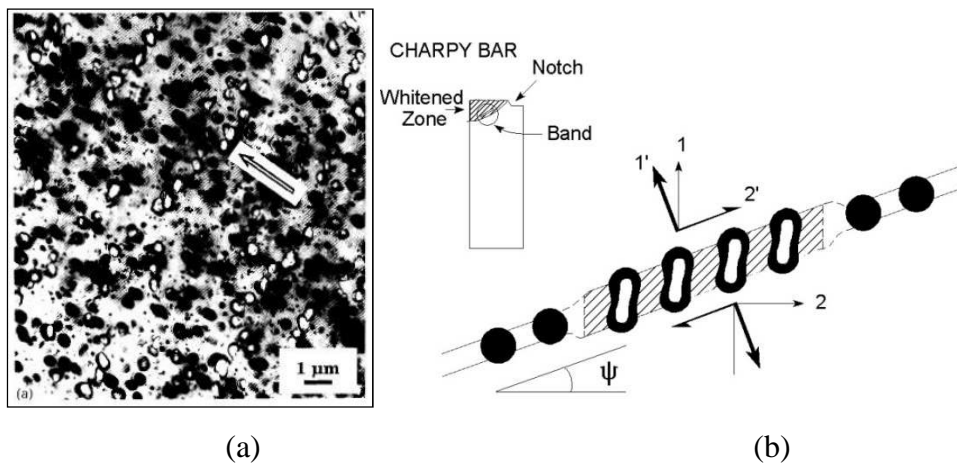 (a)
1 µm
CHARPY BAR
Notch
Whitened
Zone
Band
1'
1
2'
2
ψ
(a)
(b)